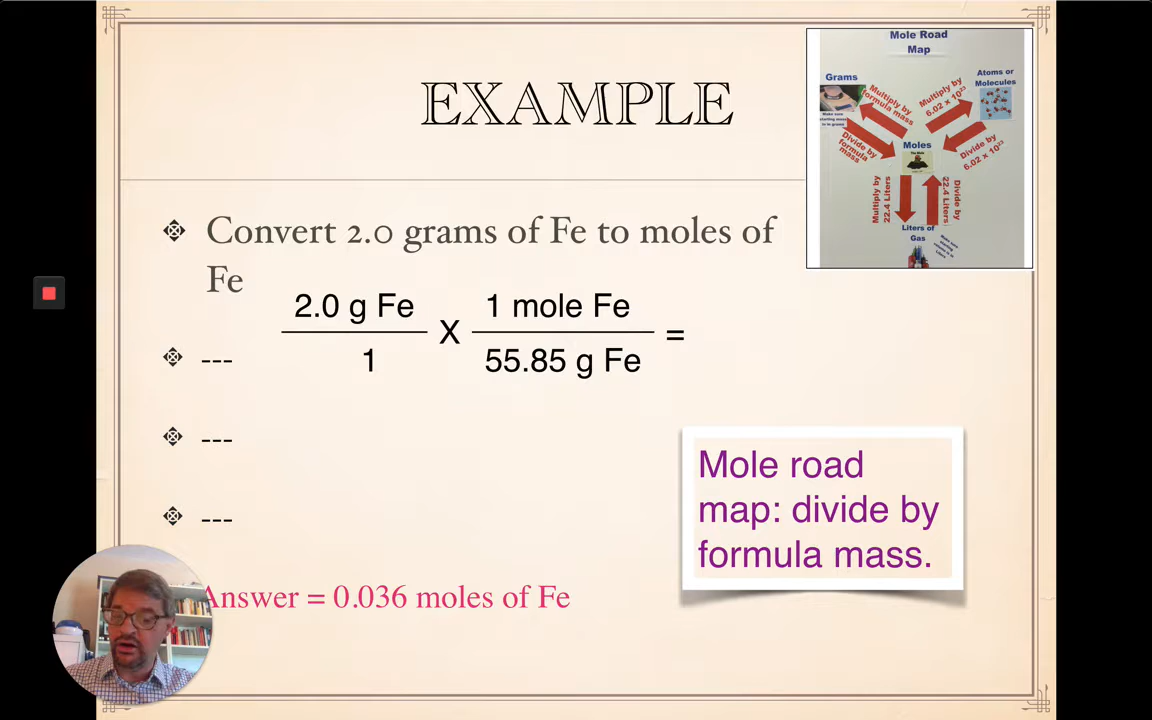 EXAMPLE
Convert 2.0 grams of Fe to moles of
Fe
2.0 g Fe
1
X
1 mole Fe
55.85 g Fe
=
---
---
---
Answer = 0.036 moles of Fe
Mole road
map: divide by
formula mass.
Mole Road
Map
Grams
Make sure
Atoms or
Molecules
Multiply by
formula mass
Divide by
formula
mass
Multiply by
6.02 x 10²³
Divide by
6.02 x 10²³
Moles
Multiply by
22.4 Liters
Divide by
22.4 Liters
Liters of
Gas